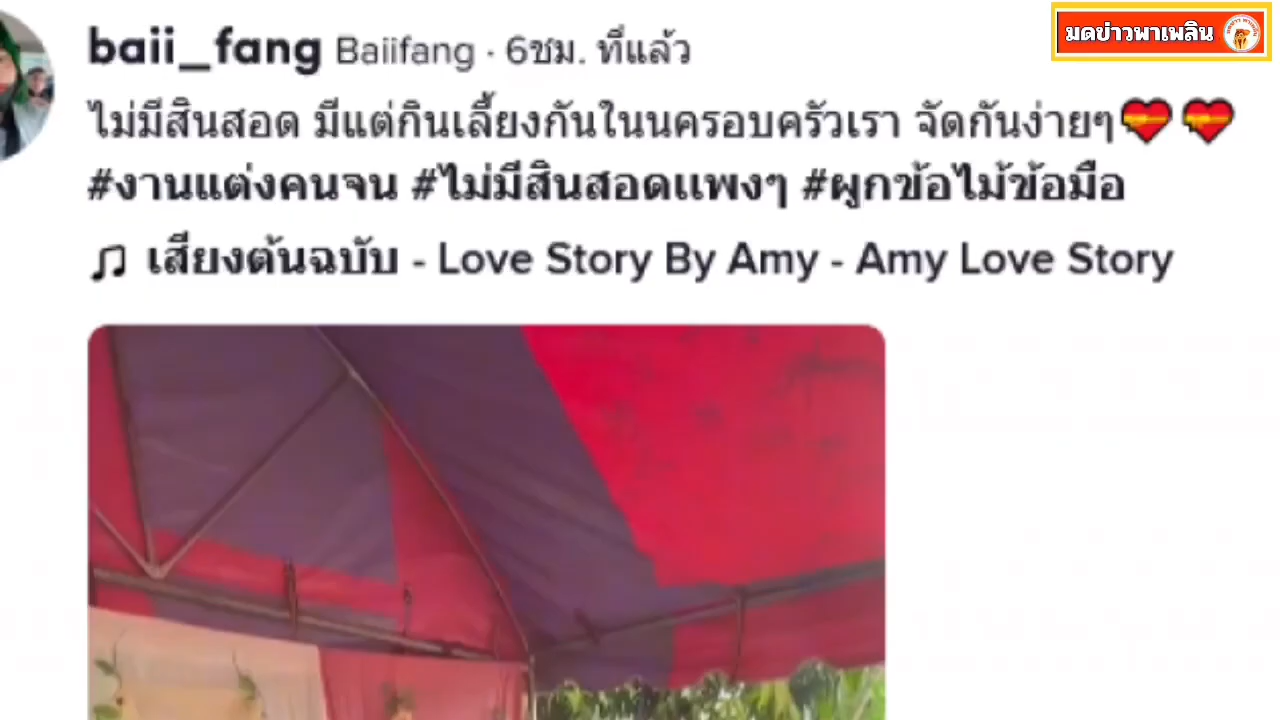 baii_fang Baiifang · 6ชม. ที่แล้ว
มดข่าวพาเพลิน
ไม่มีสินสอด มีแต่กินเลี้ยงกันในนครอบครัวเรา จัดกันง่ายๆ❤️ ❤️
#งานแต่งคนจน #ไม่มีสินสอดแพงๆ #ผูกข้อไม้ข้อมือ
♫ เสียงต้นฉบับ - Love Story By Amy - Amy Love Story